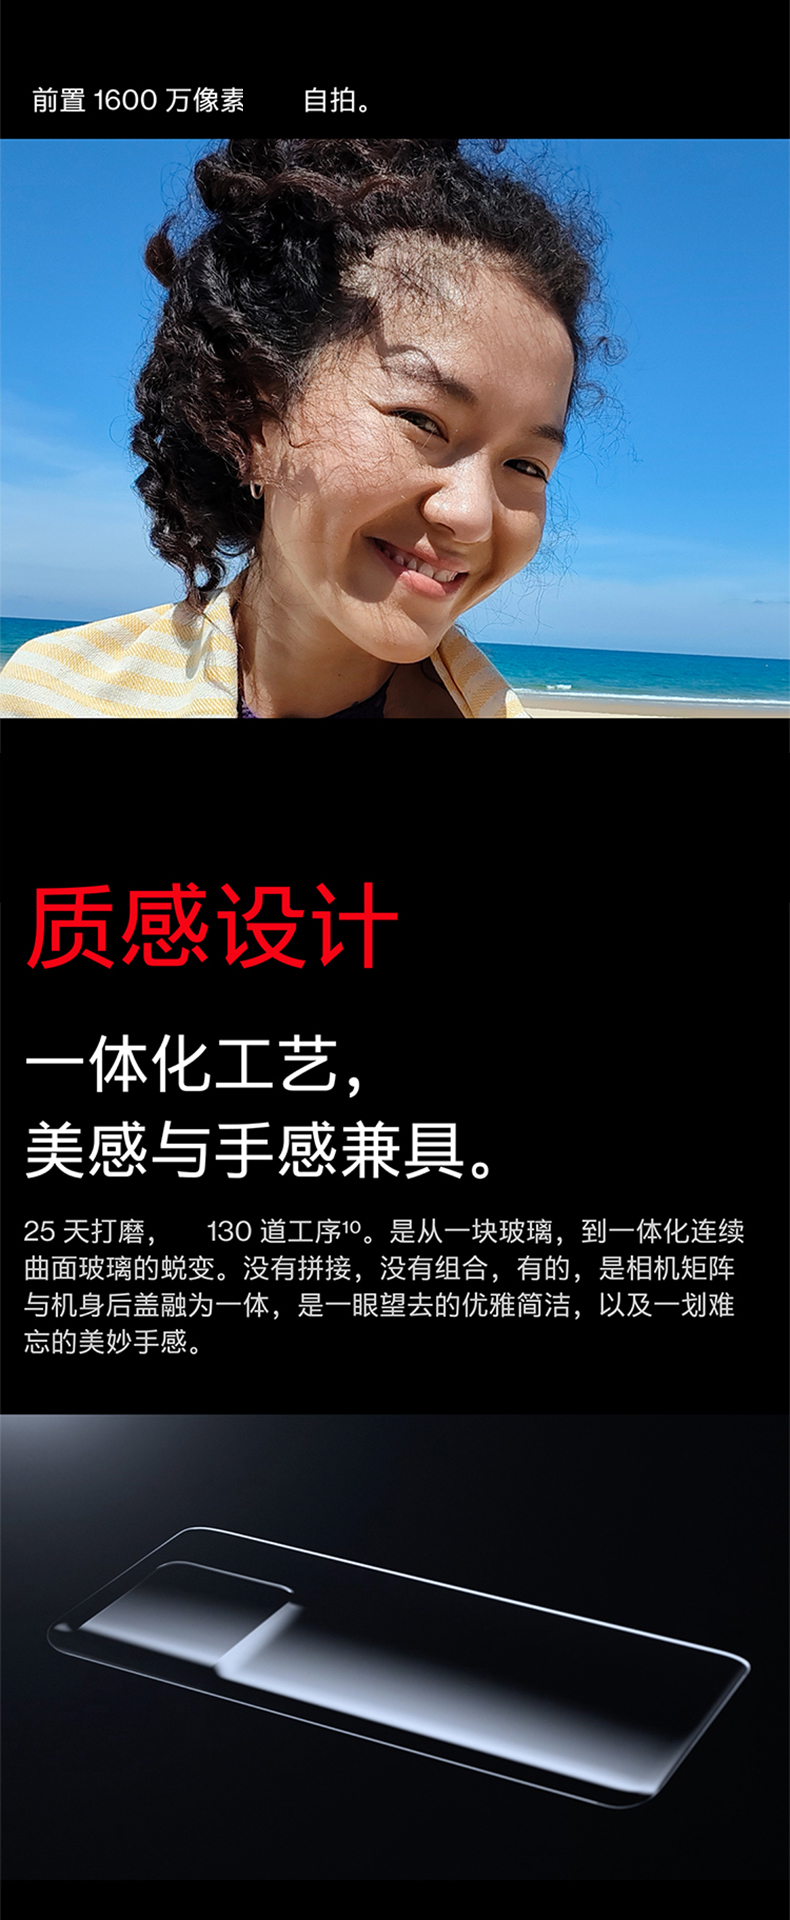 前置 1600 万像素 自拍。
质感设计
一体化工艺，
美感与手感兼具。
25 天打磨， 130 道工序¹⁰。是从一块玻璃，到一体化连续
曲面玻璃的蜕变。没有拼接，没有组合，有的，是相机矩阵
与机身后盖融为一体，是一眼望去的优雅简洁，以及一划难
忘的美妙手感。